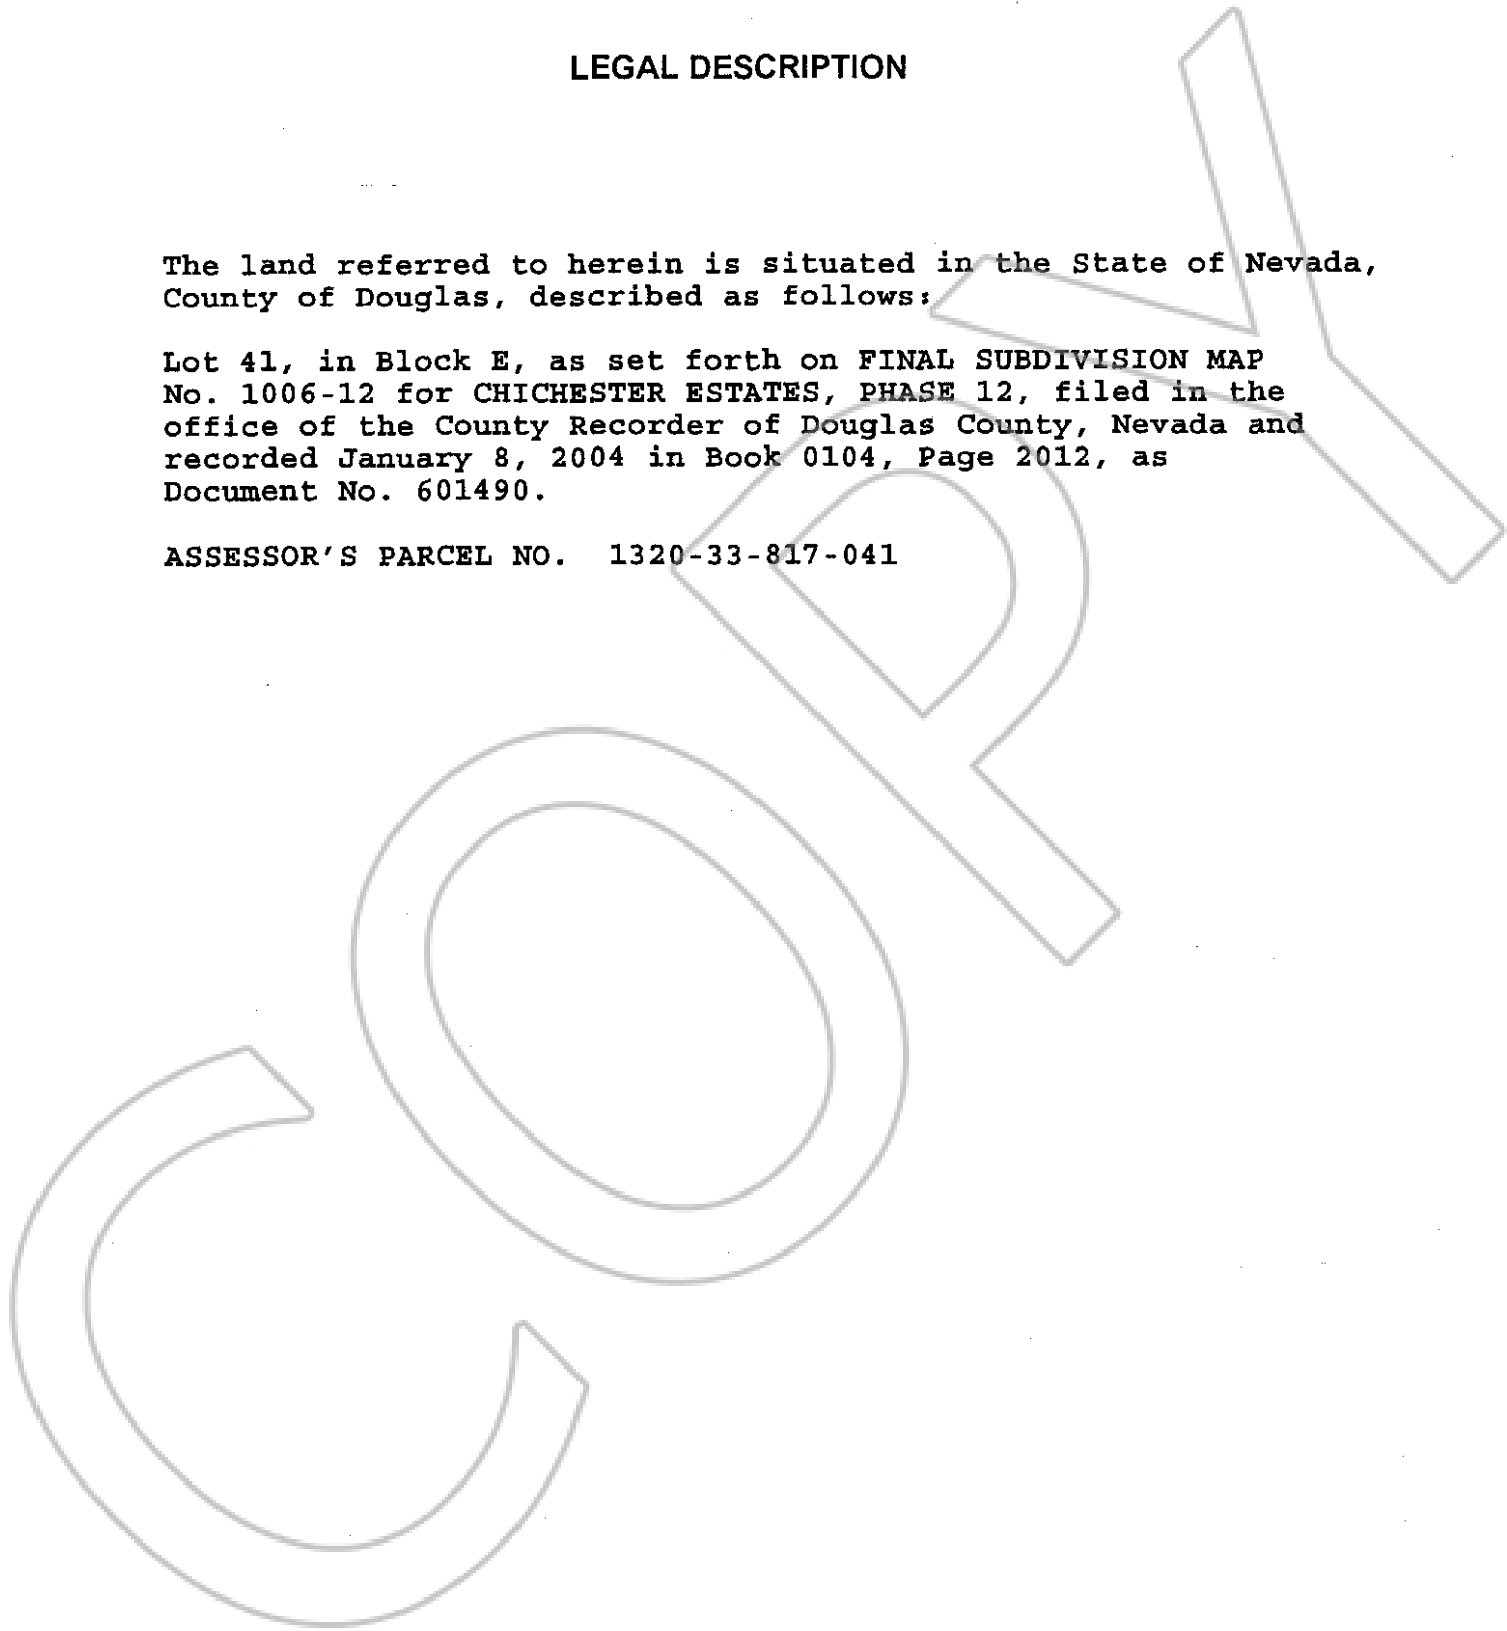 LEGAL DESCRIPTION
The land referred to herein is situated in the State of Nevada,
County of Douglas, described as follows:
Lot 41, in Block E, as set forth on FINAL SUBDIVISION MAP
No. 1006-12 for CHICHESTER ESTATES, PHASE 12, filed in the
office of the County Recorder of Douglas County, Nevada and
recorded January 8, 2004 in Book 0104, Page 2012, as
Document No. 601490.
ASSESSOR'S PARCEL NO. 1320-33-817-041
COPY